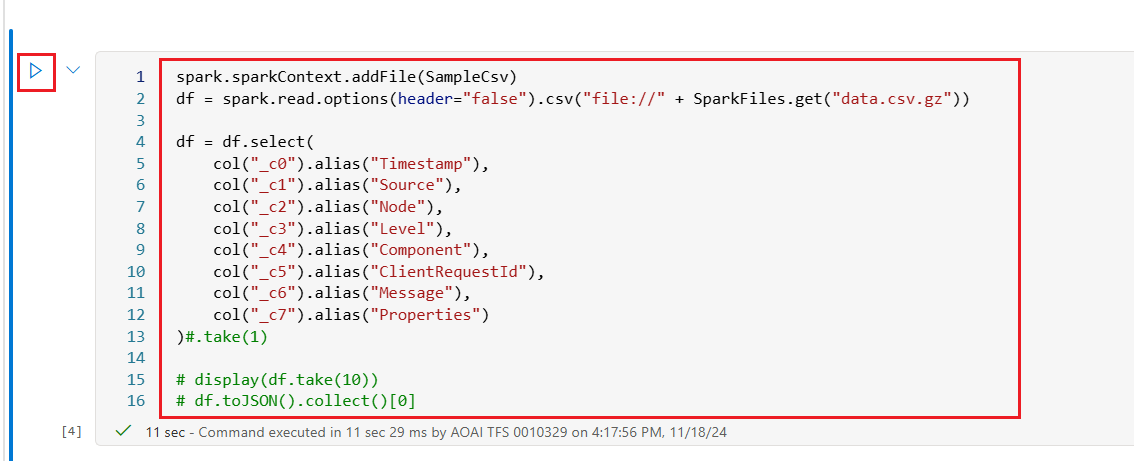 1 spark.sparkContext.addFile(SampleCsv)
2 df = spark.read.options(header="false").csv("file://" + SparkFiles.get("data.csv.gz"))
3
4 df = df.select(
5     col("_c0").alias("Timestamp"),
6     col("_c1").alias("Source"),
7     col("_c2").alias("Node"),
8     col("_c3").alias("Level"),
9     col("_c4").alias("Component"),
10     col("_c5").alias("ClientRequestId"),
11     col("_c6").alias("Message"),
12     col("_c7").alias("Properties")
13 )#.take(1)
14
15 # display(df.take(10))
16 # df.toJSON().collect()[0]
[4] 11 sec - Command executed in 11 sec 29 ms by AOAI TFS 0010329 on 4:17:56 PM, 11/18/24